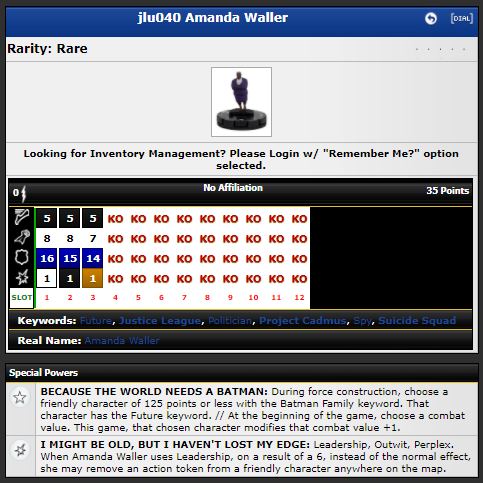 jlu040 Amanda Waller
[DIAL]
Rarity: Rare
Looking for Inventory Management? Please Login w/ "Remember Me?" option
selected.
0 No Affiliation 35 Points
5 5 5 KO KO KO KO KO KO KO KO KO
8 8 7 KO KO KO KO KO KO KO KO KO
16 15 14 KO KO KO KO KO KO KO KO KO
1 1 1 KO KO KO KO KO KO KO KO KO
SLOT 1 2 3 4 5 6 7 8 9 10 11 12
Keywords: Future, Justice League, Politician, Project Cadmus, Spy, Suicide Squad
Real Name: Amanda Waller
Special Powers
BECAUSE THE WORLD NEEDS A BATMAN: During force construction, choose a
friendly character of 125 points or less with the Batman Family keyword. That
character has the Future keyword. // At the beginning of the game, choose a combat
value. This game, that chosen character modifies that combat value +1.
I MIGHT BE OLD, BUT I HAVEN'T LOST MY EDGE: Leadership, Outwit, Perplex.
When Amanda Waller uses Leadership, on a result of a 6, instead of the normal effect,
she may remove an action token from a friendly character anywhere on the map.